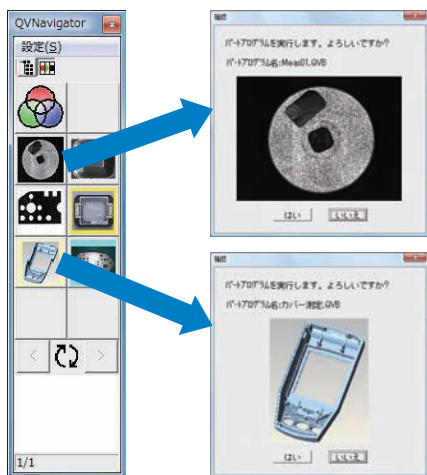 QVNavigator
設定(S)
< >
1/1
確認
パートプログラムを実行します。よろしいですか?
パートプログラム名:Meas01.QVB
はい いいえ
確認
パートプログラムを実行します。よろしいですか?
パートプログラム名:カバー測定.QVB
はい いいえ